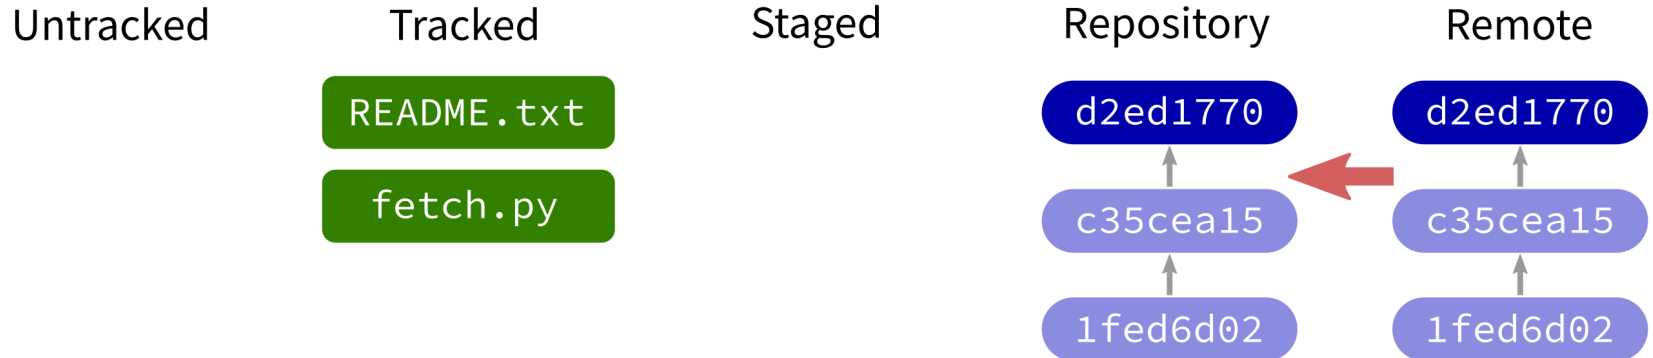 Untracked Tracked Staged Repository Remote
README.txt d2ed1770 d2ed1770
fetch.py c35cea15 c35cea15
1fed6d02 1fed6d02